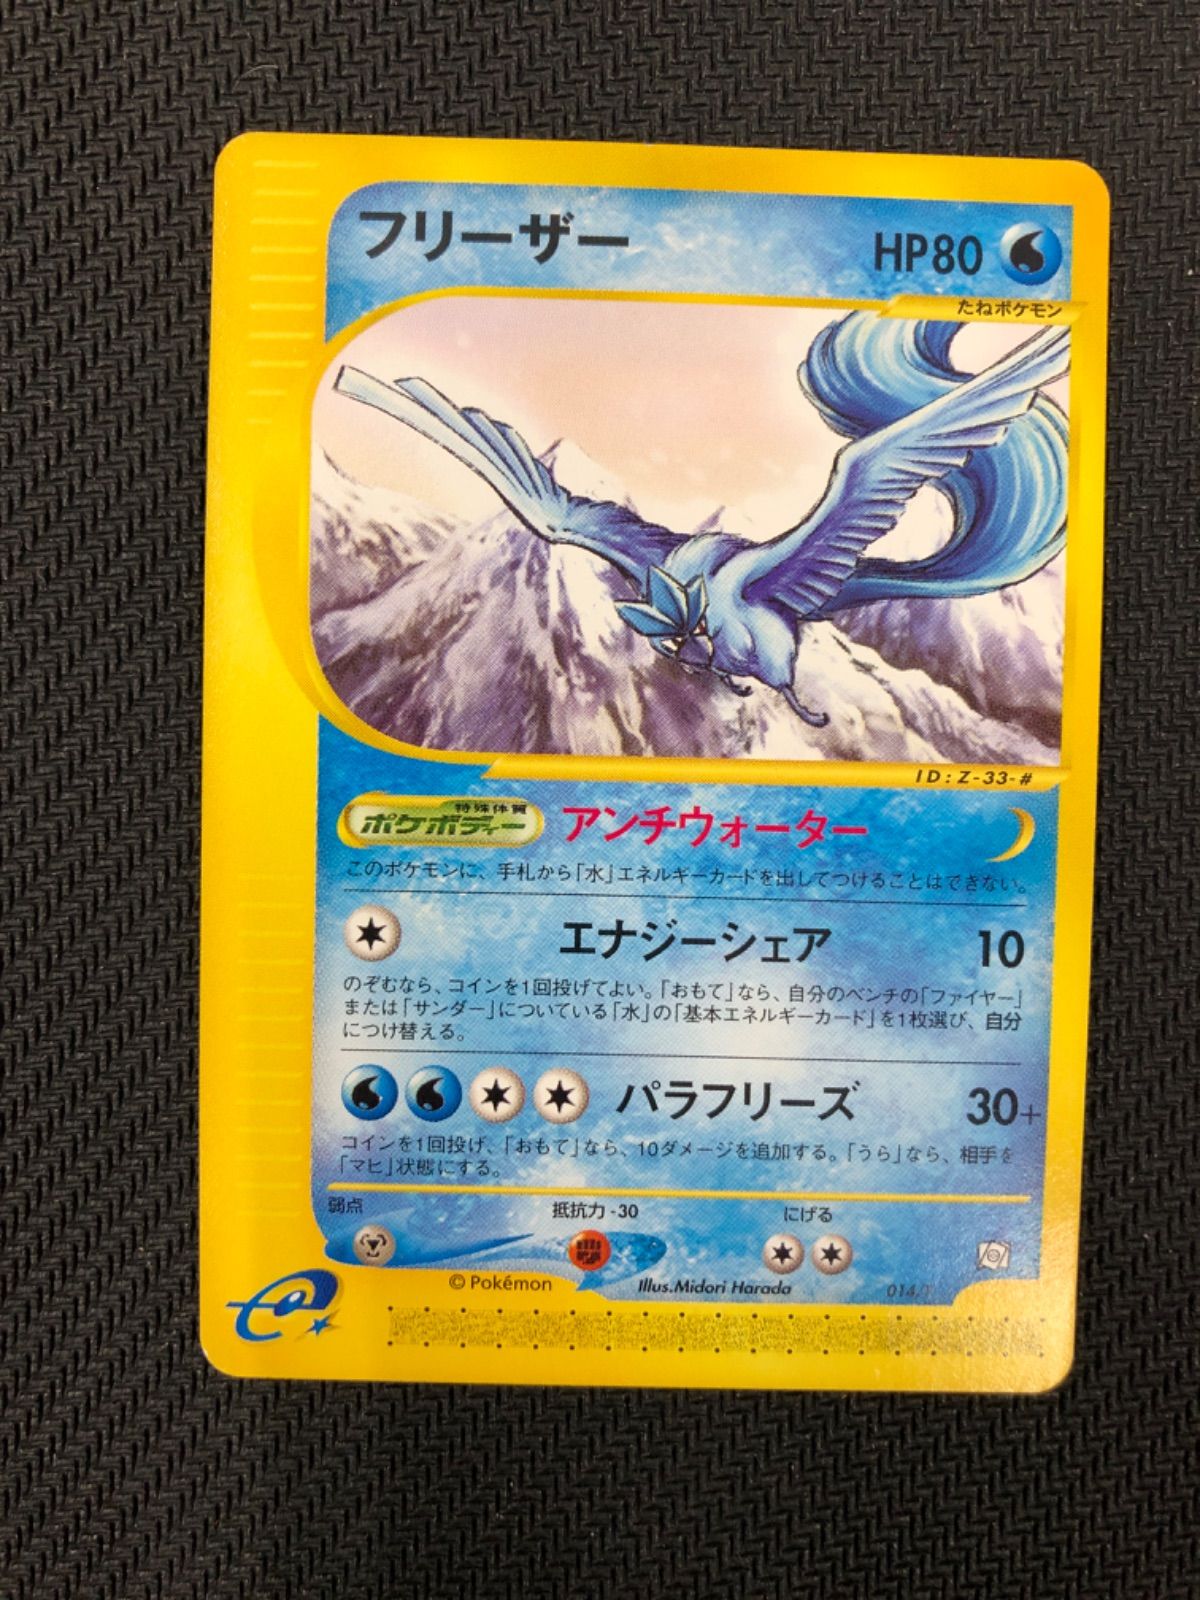 フリーザー
HP80
たねポケモン
ID:Z-33-#
特殊体質
ポケボディー
アンチウォーター
このポケモンに、手札から「水」エネルギーカードを出してつけることはできない。
エナジーシェア 10
のぞむなら、コインを1回投げてよい。「おもて」なら、自分のベンチの「ファイヤー」
または「サンダー」についている「水」の「基本エネルギーカード」を1枚選び、自分
につけ替える。
パラフリーズ 30+
コインを1回投げ、「おもて」なら、10ダメージを追加する。「うら」なら、相手を
「マヒ」状態にする。
弱点 抵抗力-30 にげる
© Pokémon Illus.Midori Harada 014/
e